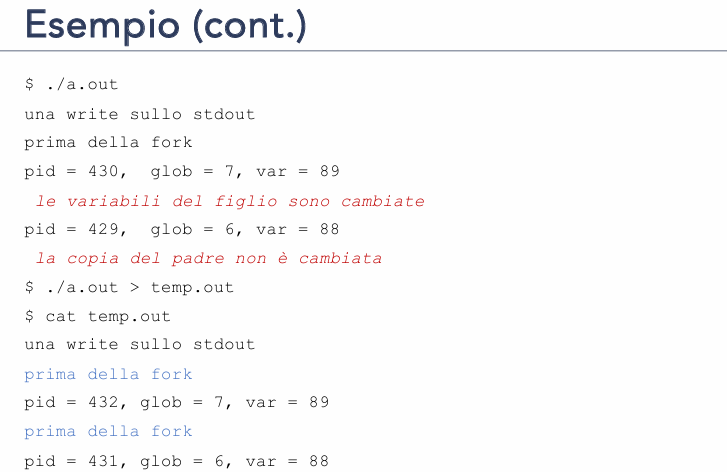 Esempio (cont.)
$ ./a.out
una write sullo stdout
prima della fork
pid = 430,  glob = 7, var = 89
le variabili del figlio sono cambiate
pid = 429,  glob = 6, var = 88
la copia del padre non è cambiata
$ ./a.out > temp.out
$ cat temp.out
una write sullo stdout
prima della fork
pid = 432, glob = 7, var = 89
prima della fork
pid = 431, glob = 6, var = 88